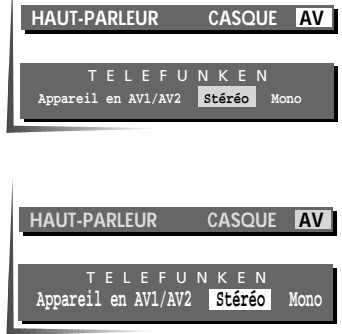 HAUT-PARLEUR CASQUE AV
TELEFUNKEN
Appareil en AV1/AV2 Stéréo Mono
HAUT-PARLEUR CASQUE AV
TELEFUNKEN
Appareil en AV1/AV2 Stéréo Mono